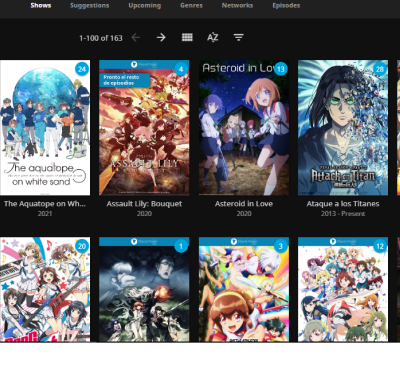 Shows Suggestions Upcoming Genres Networks Episodes
1-100 of 163
24
4
Pronto el resto
de episodios
ASSAULT LILY
13
Asteroid in Lov
28
Attack on Titan
The aquatope
on white sand
The Aquatope on Wh...
2021
Assault Lily: Bouquet
2020
Asteroid in Love
2020
Ataque a los Titanes
2013 - Present
20
1
3
12